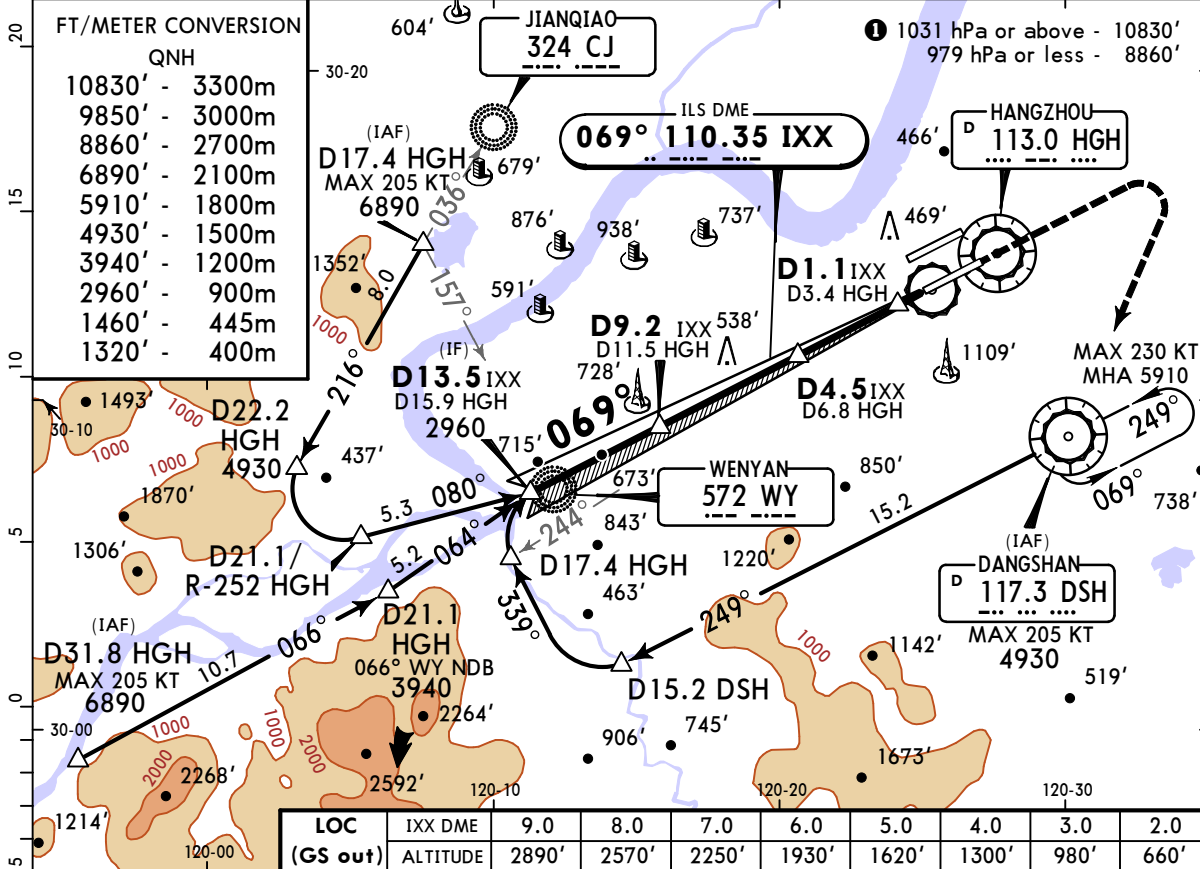 FT/METER CONVERSION
QNH
10830' - 3300m
9850' - 3000m
8860' - 2700m
6890' - 2100m
5910' - 1800m
4930' - 1500m
3940' - 1200m
2960' - 900m
1460' - 445m
1320' - 400m
20
15
10
5
0
5
604'
30-20
JIANQIAO
324 CJ
1 1031 hPa or above - 10830'
979 hPa or less - 8860'
ILS DME
069° 110.35 IXX
466'
HANGZHOU
D 113.0 HGH
(IAF)
D17.4 HGH
MAX 205 KT
6890
036°
679'
876'
938'
737'
469'
1352'
8.0
157°
591'
1000
D1.1 IXX
D3.4 HGH
D9.2 IXX
D11.5 HGH
538'
(IF)
D13.5 IXX
D15.9 HGH
2960
728'
1109'
MAX 230 KT
MHA 5910
216°
D4.5 IXX
D6.8 HGH
249°
069°
1493'
30-10
1000
1000
1000
D22.2
HGH
4930
437'
069°
715'
673'
WENYAN
572 WY
850'
738'
1870'
5.3
080°
244°
843'
15.2
1306'
D21.1/
R-252 HGH
5.2
064°
D17.4 HGH
463'
1220'
(IAF)
DANGSHAN
D 117.3 DSH
MAX 205 KT
4930
339°
249°
(IAF)
D31.8 HGH
MAX 205 KT
6890
10.7
066°
D21.1
HGH
066° WY NDB
3940
1000
1142'
519'
D15.2 DSH
2264'
745'
30-00
1000
1000
2000
2000
2268'
2592'
906'
1673'
1214'
120-00
120-10
120-20
120-30
LOC IXX DME 9.0 8.0 7.0 6.0 5.0 4.0 3.0 2.0
(GS out) ALTITUDE 2890' 2570' 2250' 1930' 1620' 1300' 980' 660'